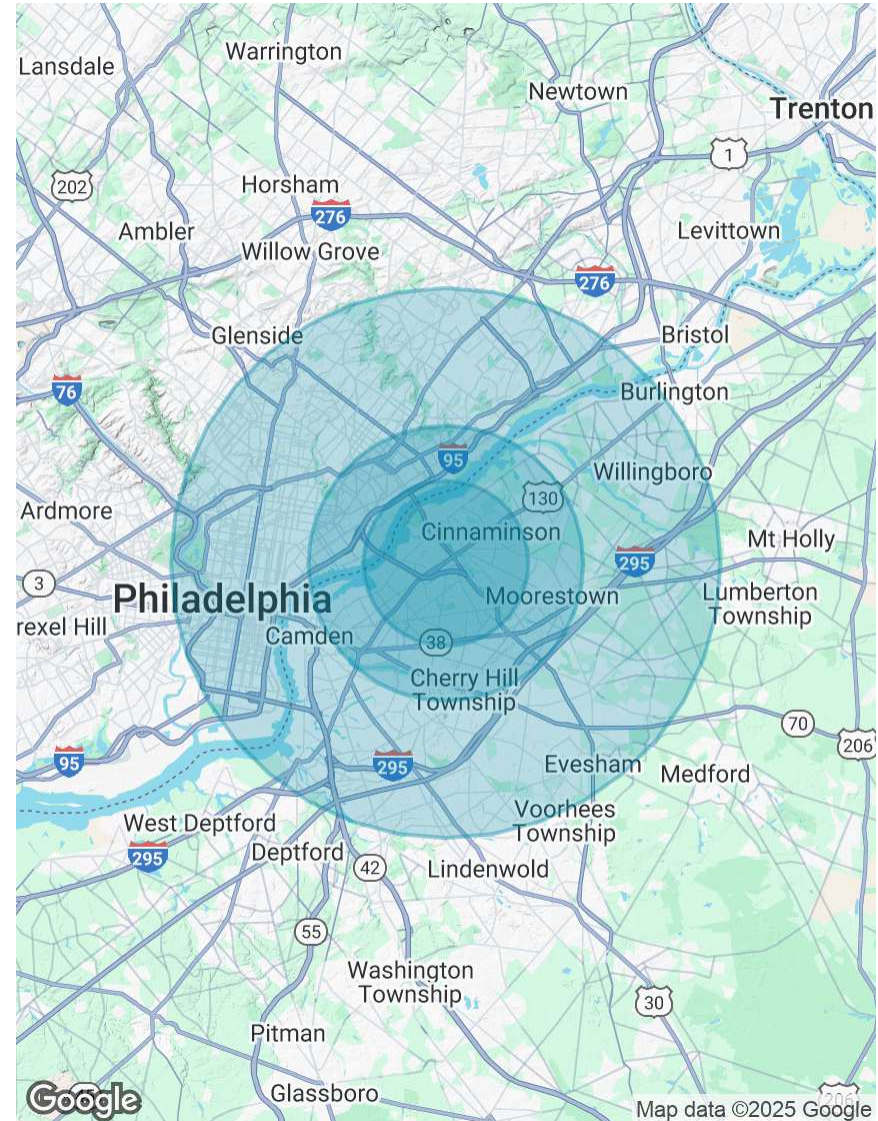 Warrington
Lansdale
Newtown
Trenton
1
202
Horsham
276
Ambler
Levittown
Willow Grove
276
Glenside
Bristol
76
Burlington
95
Willingboro
130
Ardmore
Cinnaminson
Mt Holly
295
3
Philadelphia
Moorestown
Lumberton
Township
rexel Hill
Camden
38
Cherry Hill
Township
70
206
95
295
Evesham
Medford
Voorhees
Township
West Deptford
295
Deptford
42
Lindenwold
55
Washington
Township
30
Pitman
Glassboro
Google
206
Map data ©2025 Google